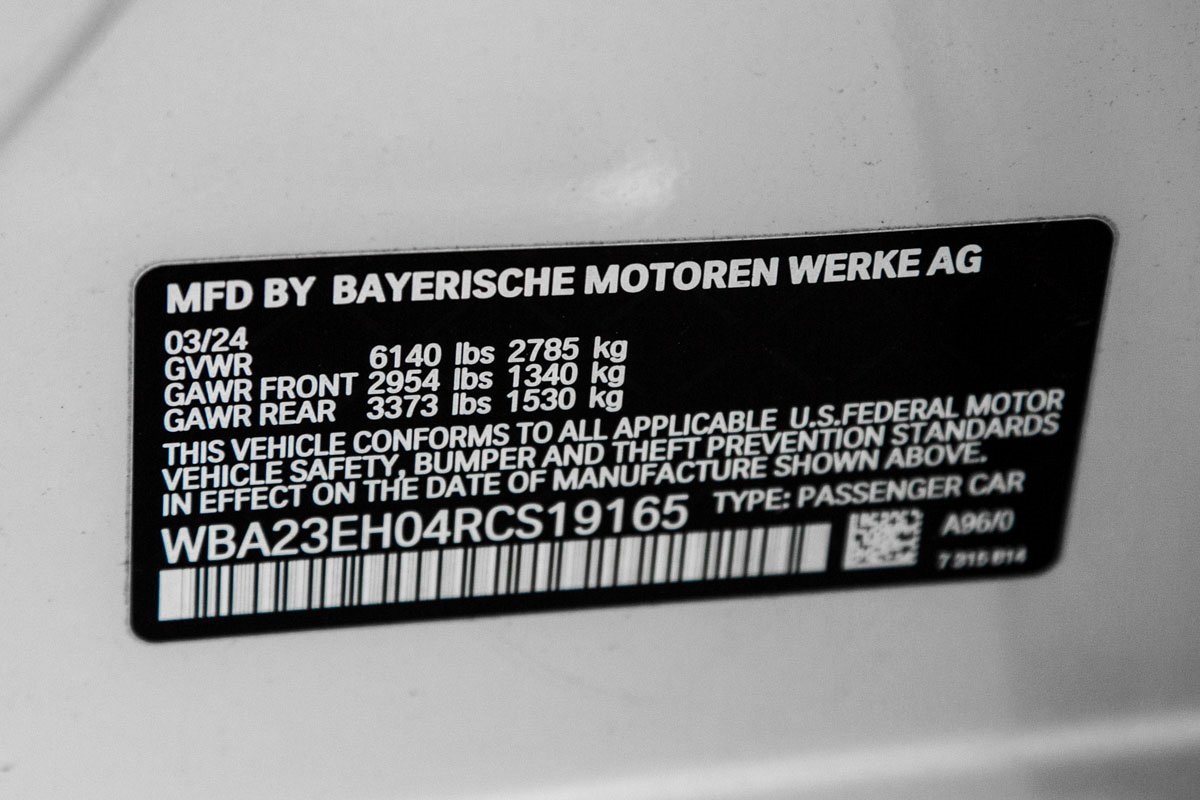 MFD BY BAYERISCHE MOTOREN WERKE AG
03/24
GVWR 6140 lbs 2785 kg
GAWR FRONT 2954 lbs 1340 kg
GAWR REAR 3373 lbs 1530 kg
THIS VEHICLE CONFORMS TO ALL APPLICABLE U.S.FEDERAL MOTOR
VEHICLE SAFETY, BUMPER AND THEFT PREVENTION STANDARDS
IN EFFECT ON THE DATE OF MANUFACTURE SHOWN ABOVE.
WBA23EH04RCS19165 TYPE: PASSENGER CAR
A96/0